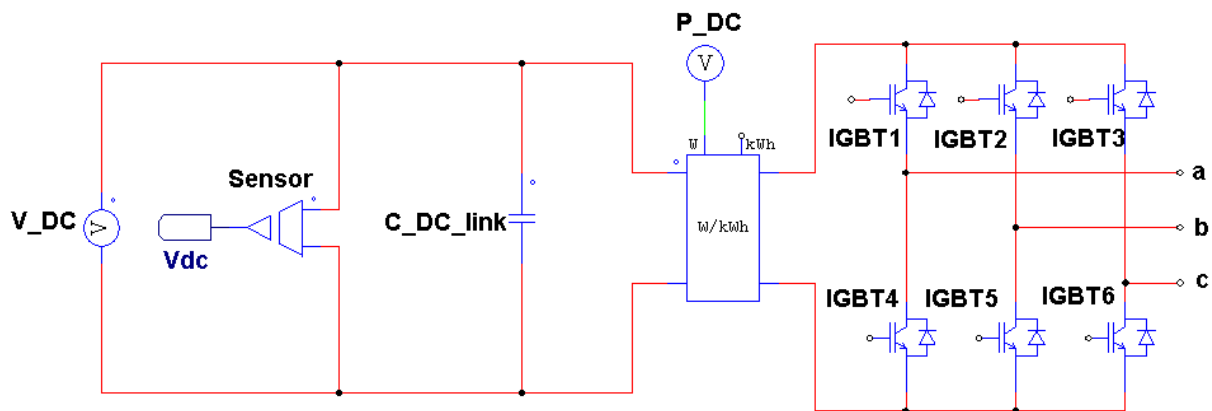 P_DC
V
W
kWh
IGBT1
IGBT2
IGBT3
Sensor
a
V_DC
V
Vdc
C_DC_link
W/kWh
b
c
IGBT4
IGBT5
IGBT6